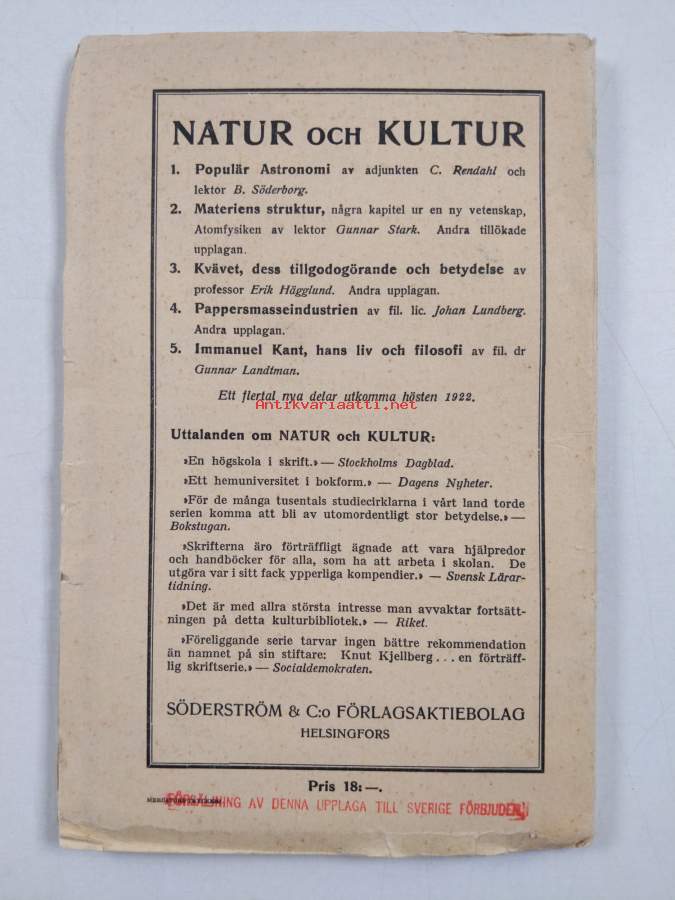 NATUR OCH KULTUR
1. Populär Astronomi av adjunkten C. Rendahl och
lektor B. Söderborg.
2. Materiens struktur, några kapitel ur en ny vetenskap,
Atomfysiken av lektor Gunnar Stark. Andra tillökade
upplagan.
3. Kvävet, dess tillgodogörande och betydelse av
professor Erik Hägglund. Andra upplagan.
4. Pappersmasseindustrien av fil. lic. Johan Lundberg.
Andra upplagan.
5. Immanuel Kant, hans liv och filosofi av fil. dr
Gunnar Landtman.
Ett flertal nya delar utkomma hösten 1922.
Antikvariaatti.net
Uttalanden om NATUR och KULTUR:
»En högskola i skrift.» — Stockholms Dagblad.
»Ett hemuniversitet i bokform.» — Dagens Nyheter.
»För de många tusentals studiecirklarna i vårt land torde
serien komma att bli av utomordentligt stor betydelse.» —
Bokstugan.
»Skrifterna äro förträffligt ägnade att vara hjälpredor
och handböcker för alla, som ha att arbeta i skolan. De
utgöra var i sitt fack ypperliga kompendier.» — Svensk Lärar-
tidning.
»Det är med allra största intresse man avvaktar fortsätt-
ningen på detta kulturbibliotek.» — Riket.
»Föreliggande serie tarvar ingen bättre rekommendation
än namnet på sin stiftare: Knut Kjellberg... en förträff-
lig skriftserie.» — Socialdemokraten.
SÖDERSTRÖM & C:o FÖRLAGSAKTIEBOLAG
HELSINGFORS
Pris 18:—.
FÖRSÄLJNING AV DENNA UPPLAGA TILL SVERIGE FÖRBJUDEN